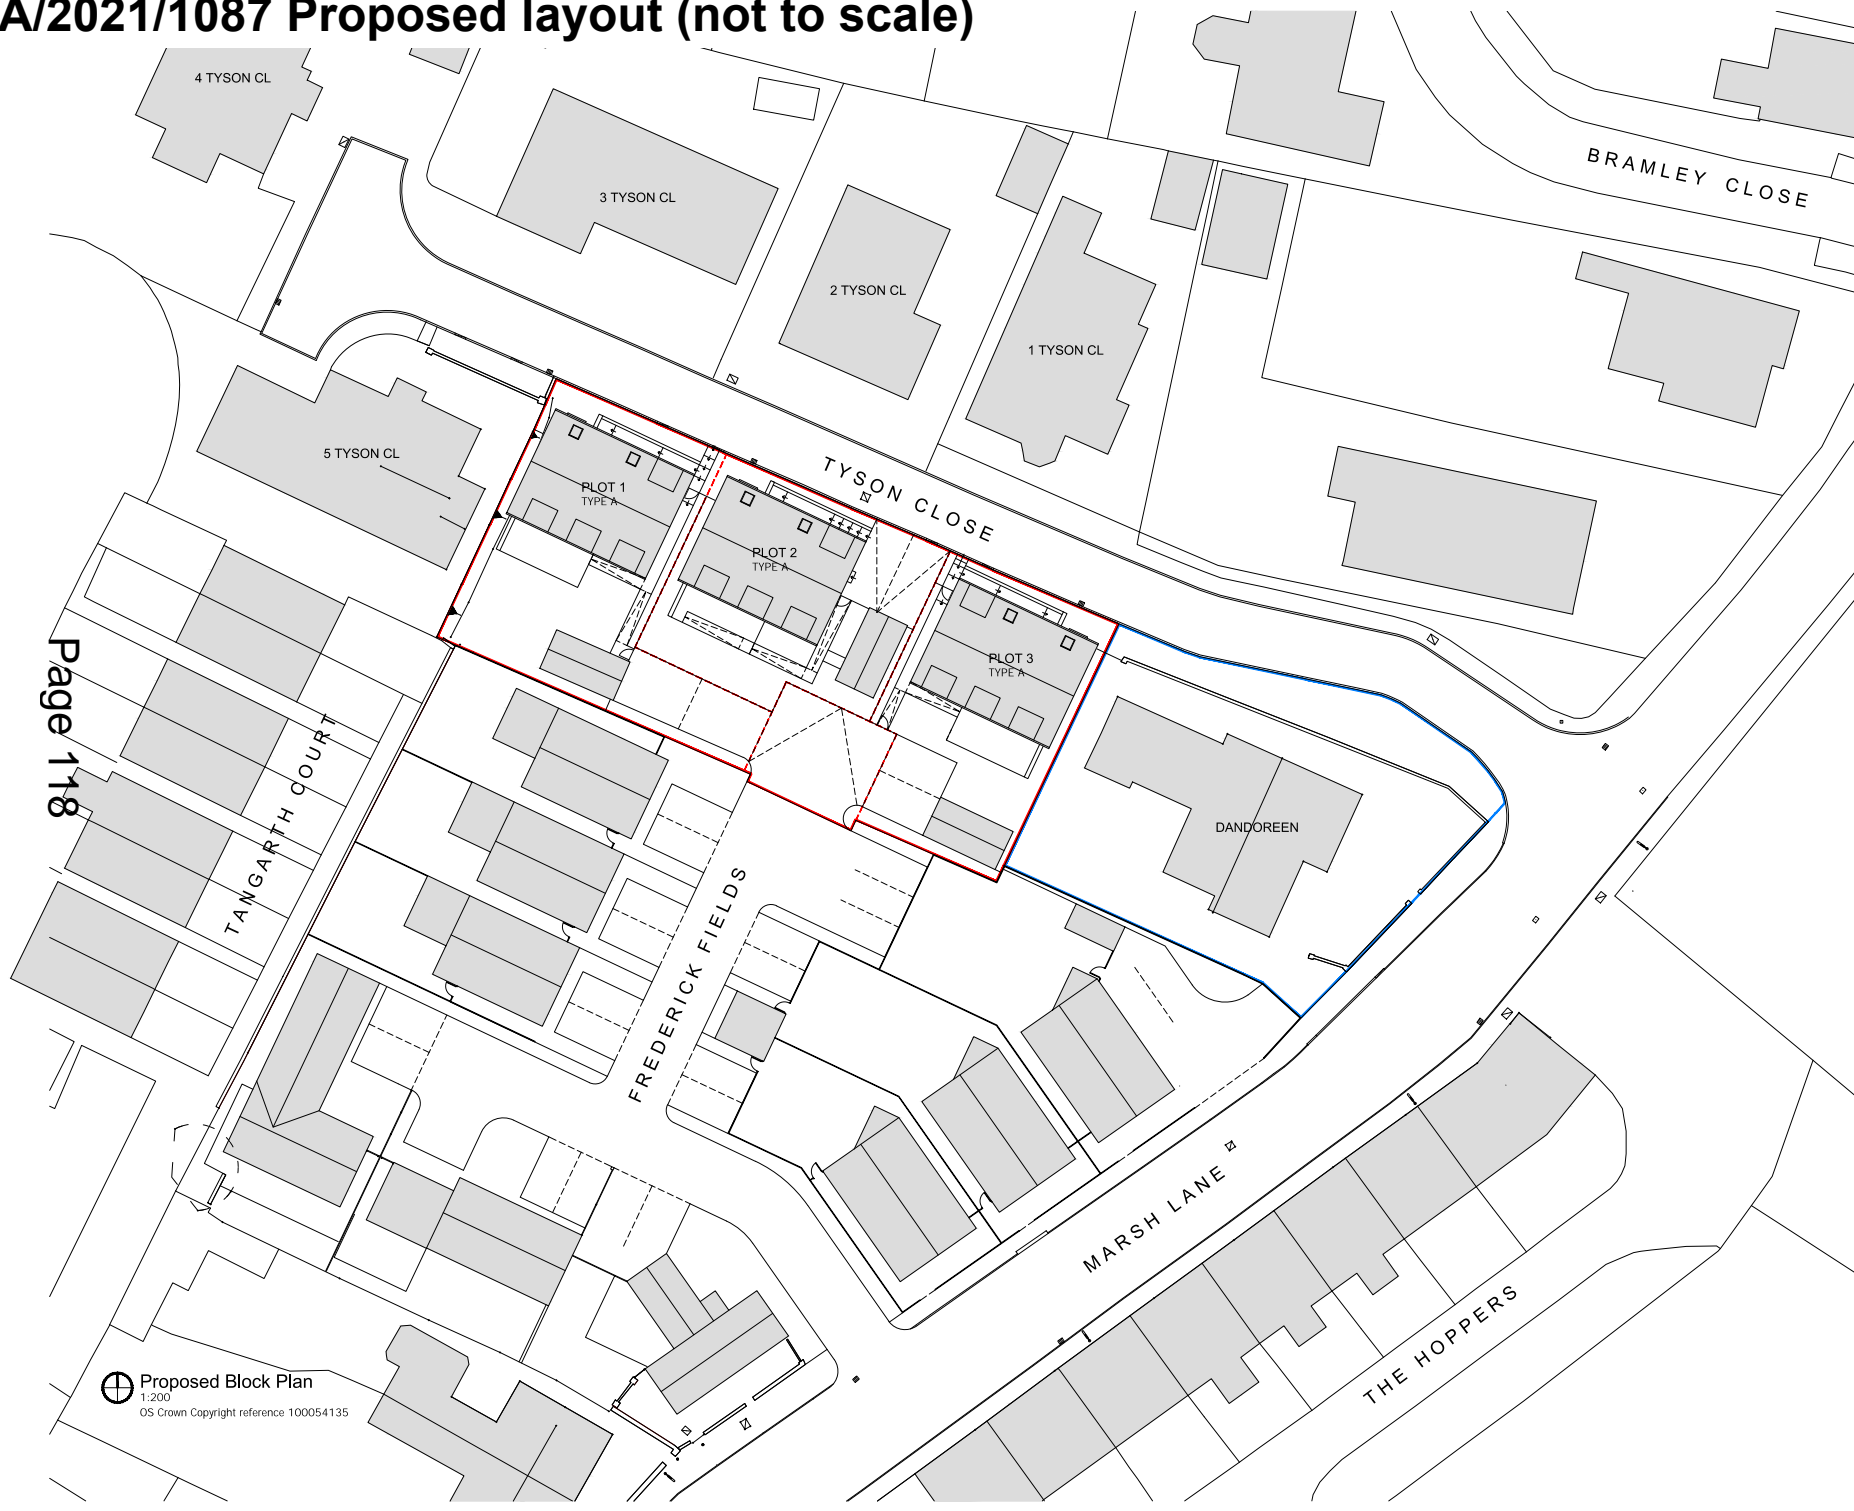 A/2021/1087 Proposed layout (not to scale)
4 TYSON CL
3 TYSON CL
BRAMLEY CLOSE
2 TYSON CL
1 TYSON CL
5 TYSON CL
TYSON CLOSE
PLOT 1
TYPE A
PLOT 2
TYPE A
PLOT 3
TYPE A
Page 118
TANGARTH COURT
DANDOREEN
FREDERICK FIELDS
MARSH LANE
THE HOPPERS
Proposed Block Plan
1:200
OS Crown Copyright reference 100054135